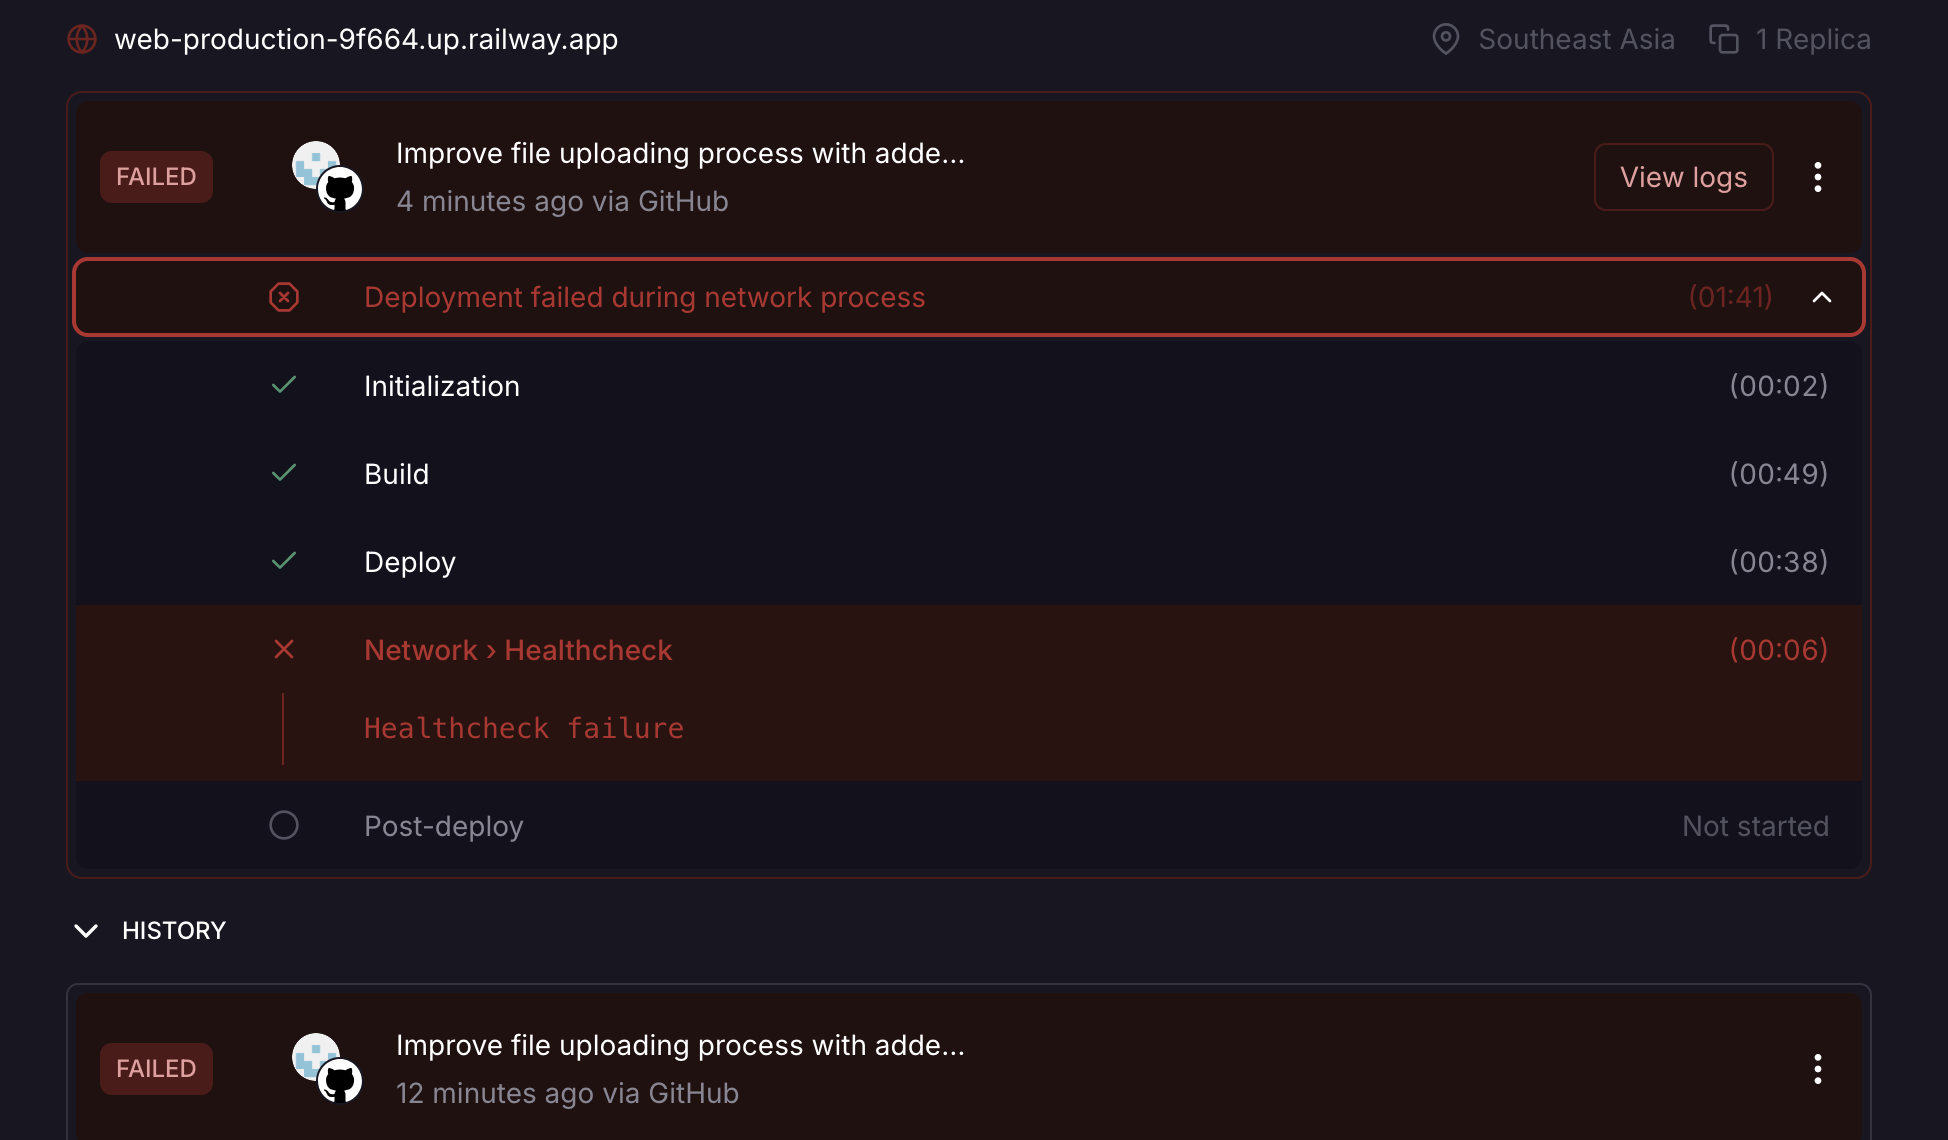 web-production-9f664.up.railway.app
Southeast Asia
1 Replica
FAILED
Improve file uploading process with adde...
4 minutes ago via GitHub
View logs
Deployment failed during network process
(01:41)
Initialization
(00:02)
Build
(00:49)
Deploy
(00:38)
Network › Healthcheck
(00:06)
Healthcheck failure
Post-deploy
Not started
HISTORY
FAILED
Improve file uploading process with adde...
12 minutes ago via GitHub